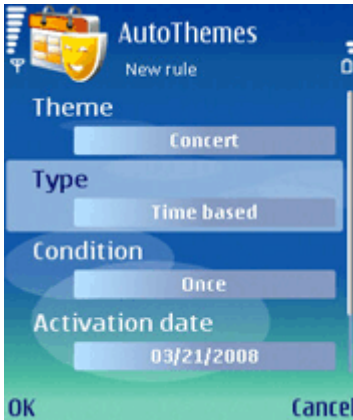 AutoThemes
New rule
Theme
Concert
Type
Time based
Condition
Once
Activation date
03/21/2008
OK Cancel